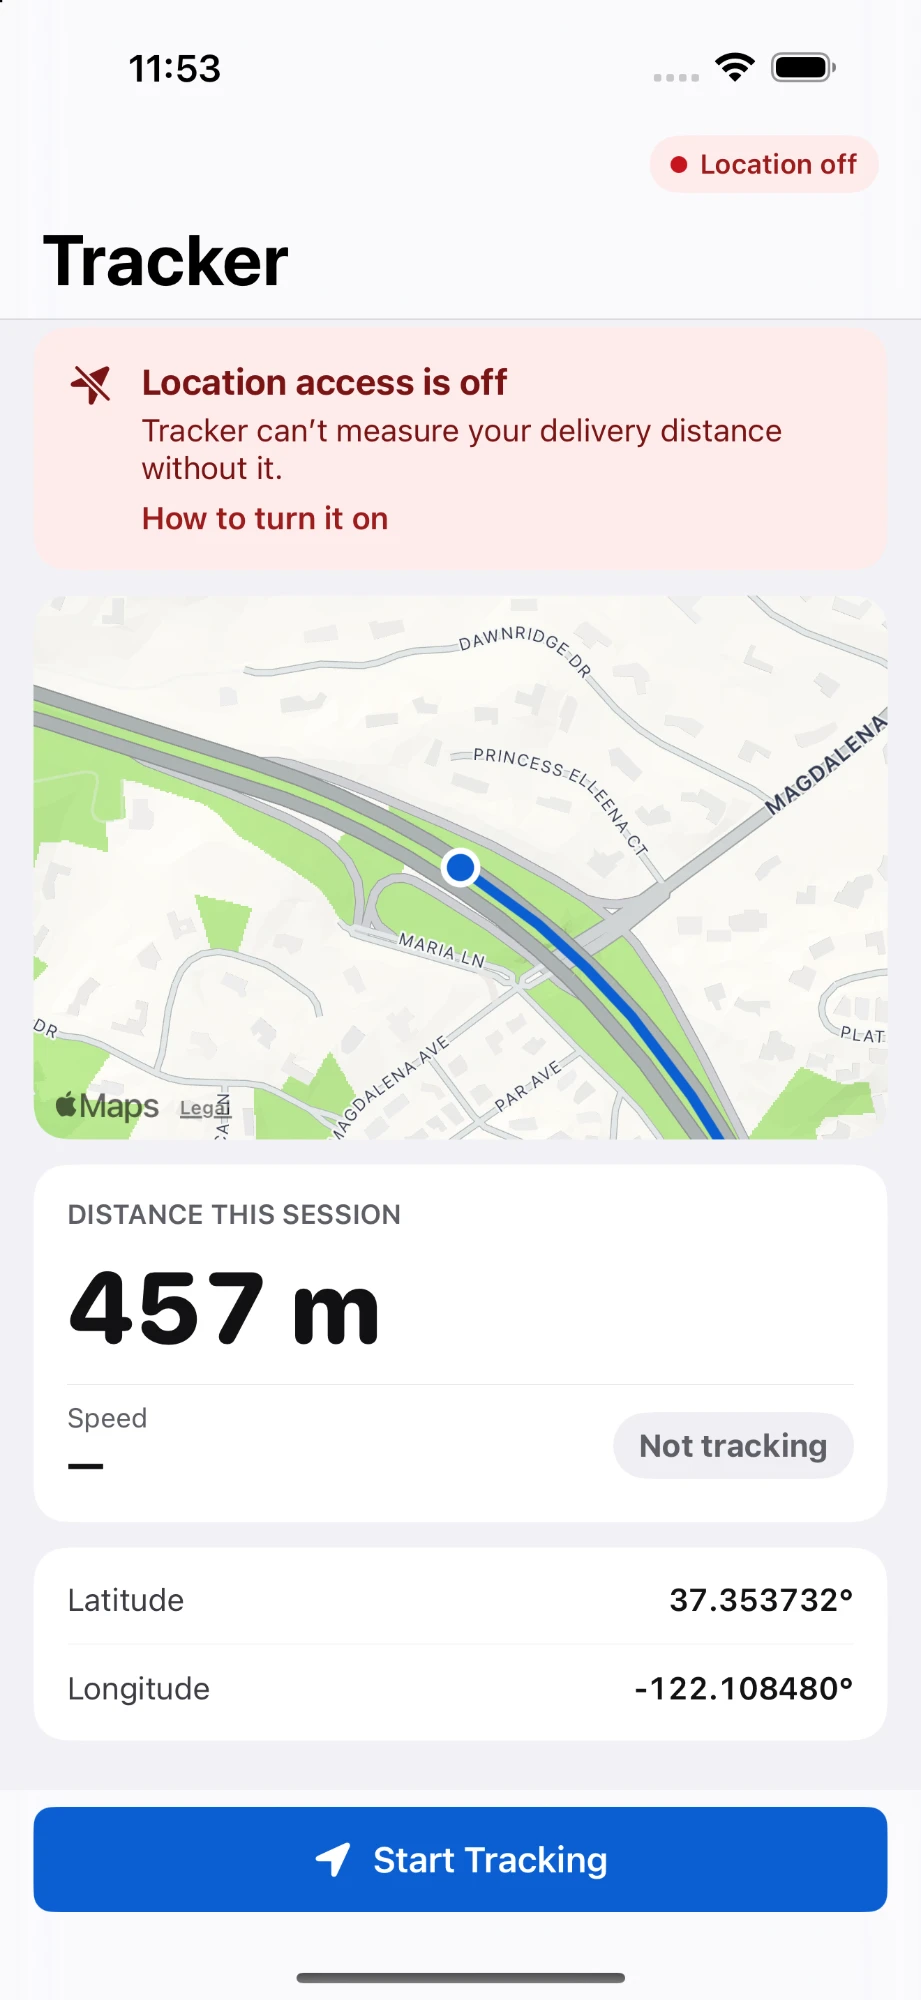 11:53
Location off
Tracker
Location access is off
Tracker can’t measure your delivery distance
without it.
How to turn it on
DAWNRIDGE DR
PRINCESS ELLEENA CT
MAGDALENA
MARIA LN
DR
PLAT
MAGDALENA AVE
PAR AVE
Maps
Legal
DISTANCE THIS SESSION
457 m
Speed
—
Not tracking
Latitude
37.353732°
Longitude
-122.108480°
Start Tracking